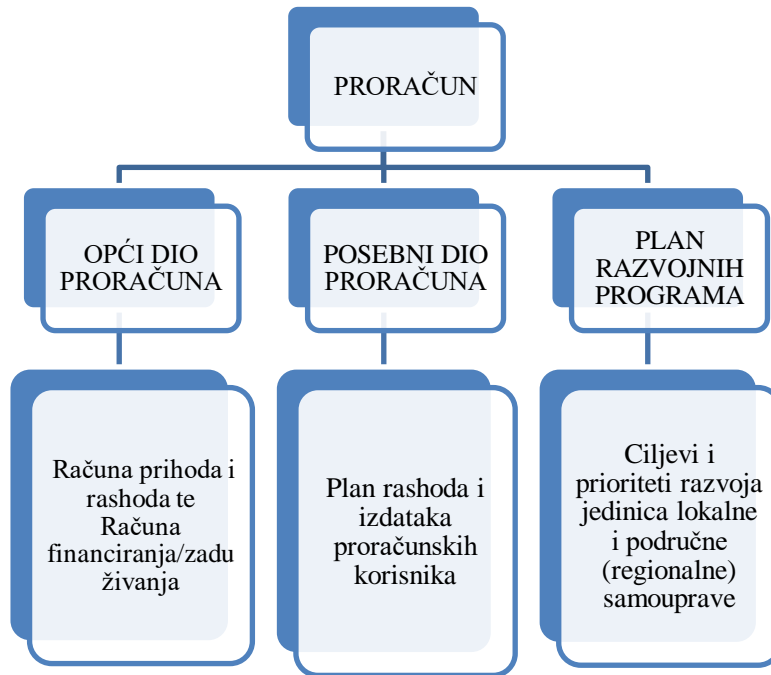 PRORAČUN
OPĆI DIO
PRORAČUNA
POSEBNI DIO
PRORAČUNA
PLAN
RAZVOJNIH
PROGRAMA
Računa prihoda i
rashoda te
Računa
financiranja/zadu
živanja
Plan rashoda i
izdataka
proračunskih
korisnika
Ciljevi i
prioriteti razvoja
jedinica lokalne
i područne
(regionalne)
samouprave